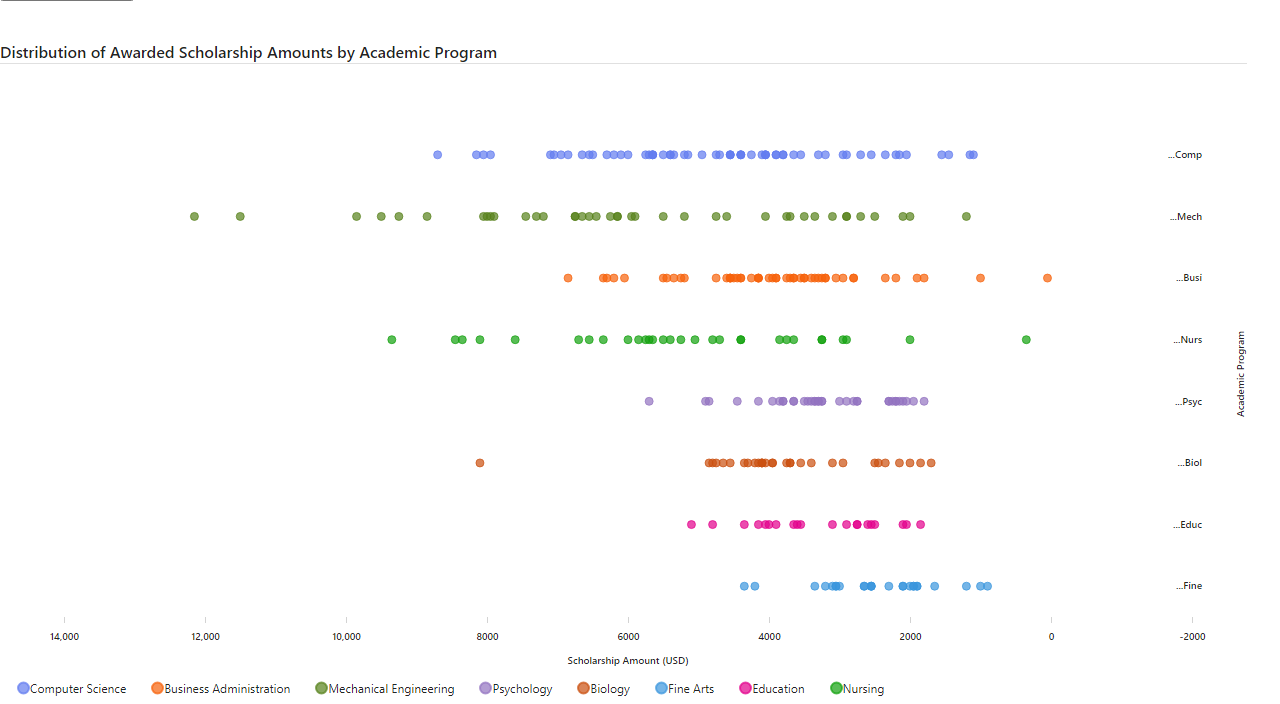 Distribution of Awarded Scholarship Amounts by Academic Program
...Comp
...Mech
...Busi
...Nurs
...Psyc
...Biol
...Educ
...Fine
Academic Program
14,000 12,000 10,000 8000 6000 4000 2000 0 -2000
Scholarship Amount (USD)
Computer Science Business Administration Mechanical Engineering Psychology Biology Fine Arts Education Nursing